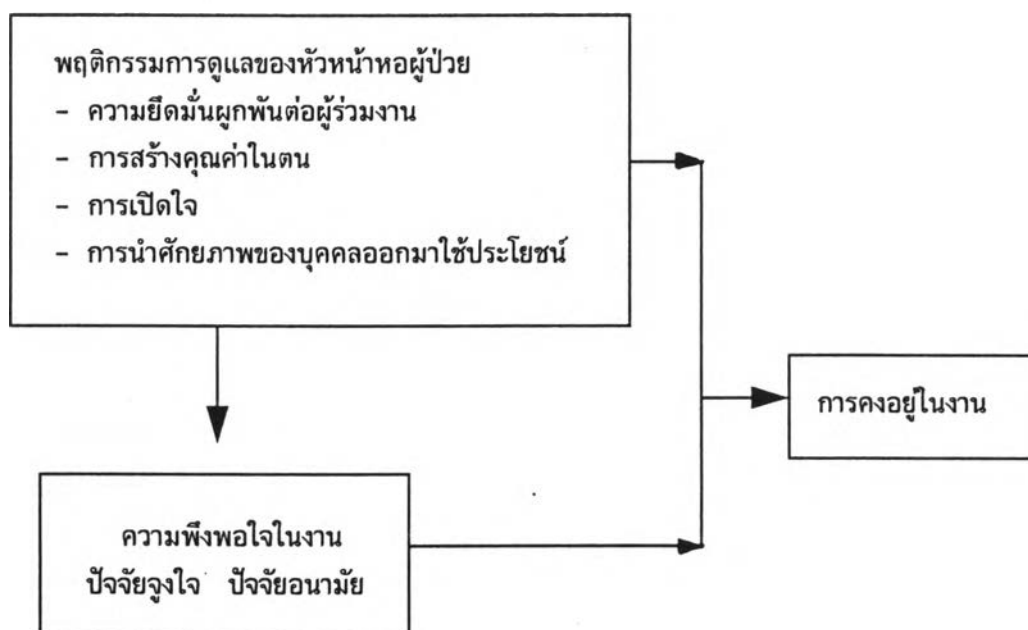 พฤติกรรมการดูแลของหัวหน้าหอผู้ป่วย
- ความยึดมั่นผูกพันต่อผู้ร่วมงาน
- การสร้างคุณค่าในตน
- การเปิดใจ
- การนำศักยภาพของบุคคลออกมาใช้ประโยชน์
การคงอยู่ในงาน
ความพึงพอใจในงาน
ปัจจัยจูงใจ ปัจจัยอนามัย